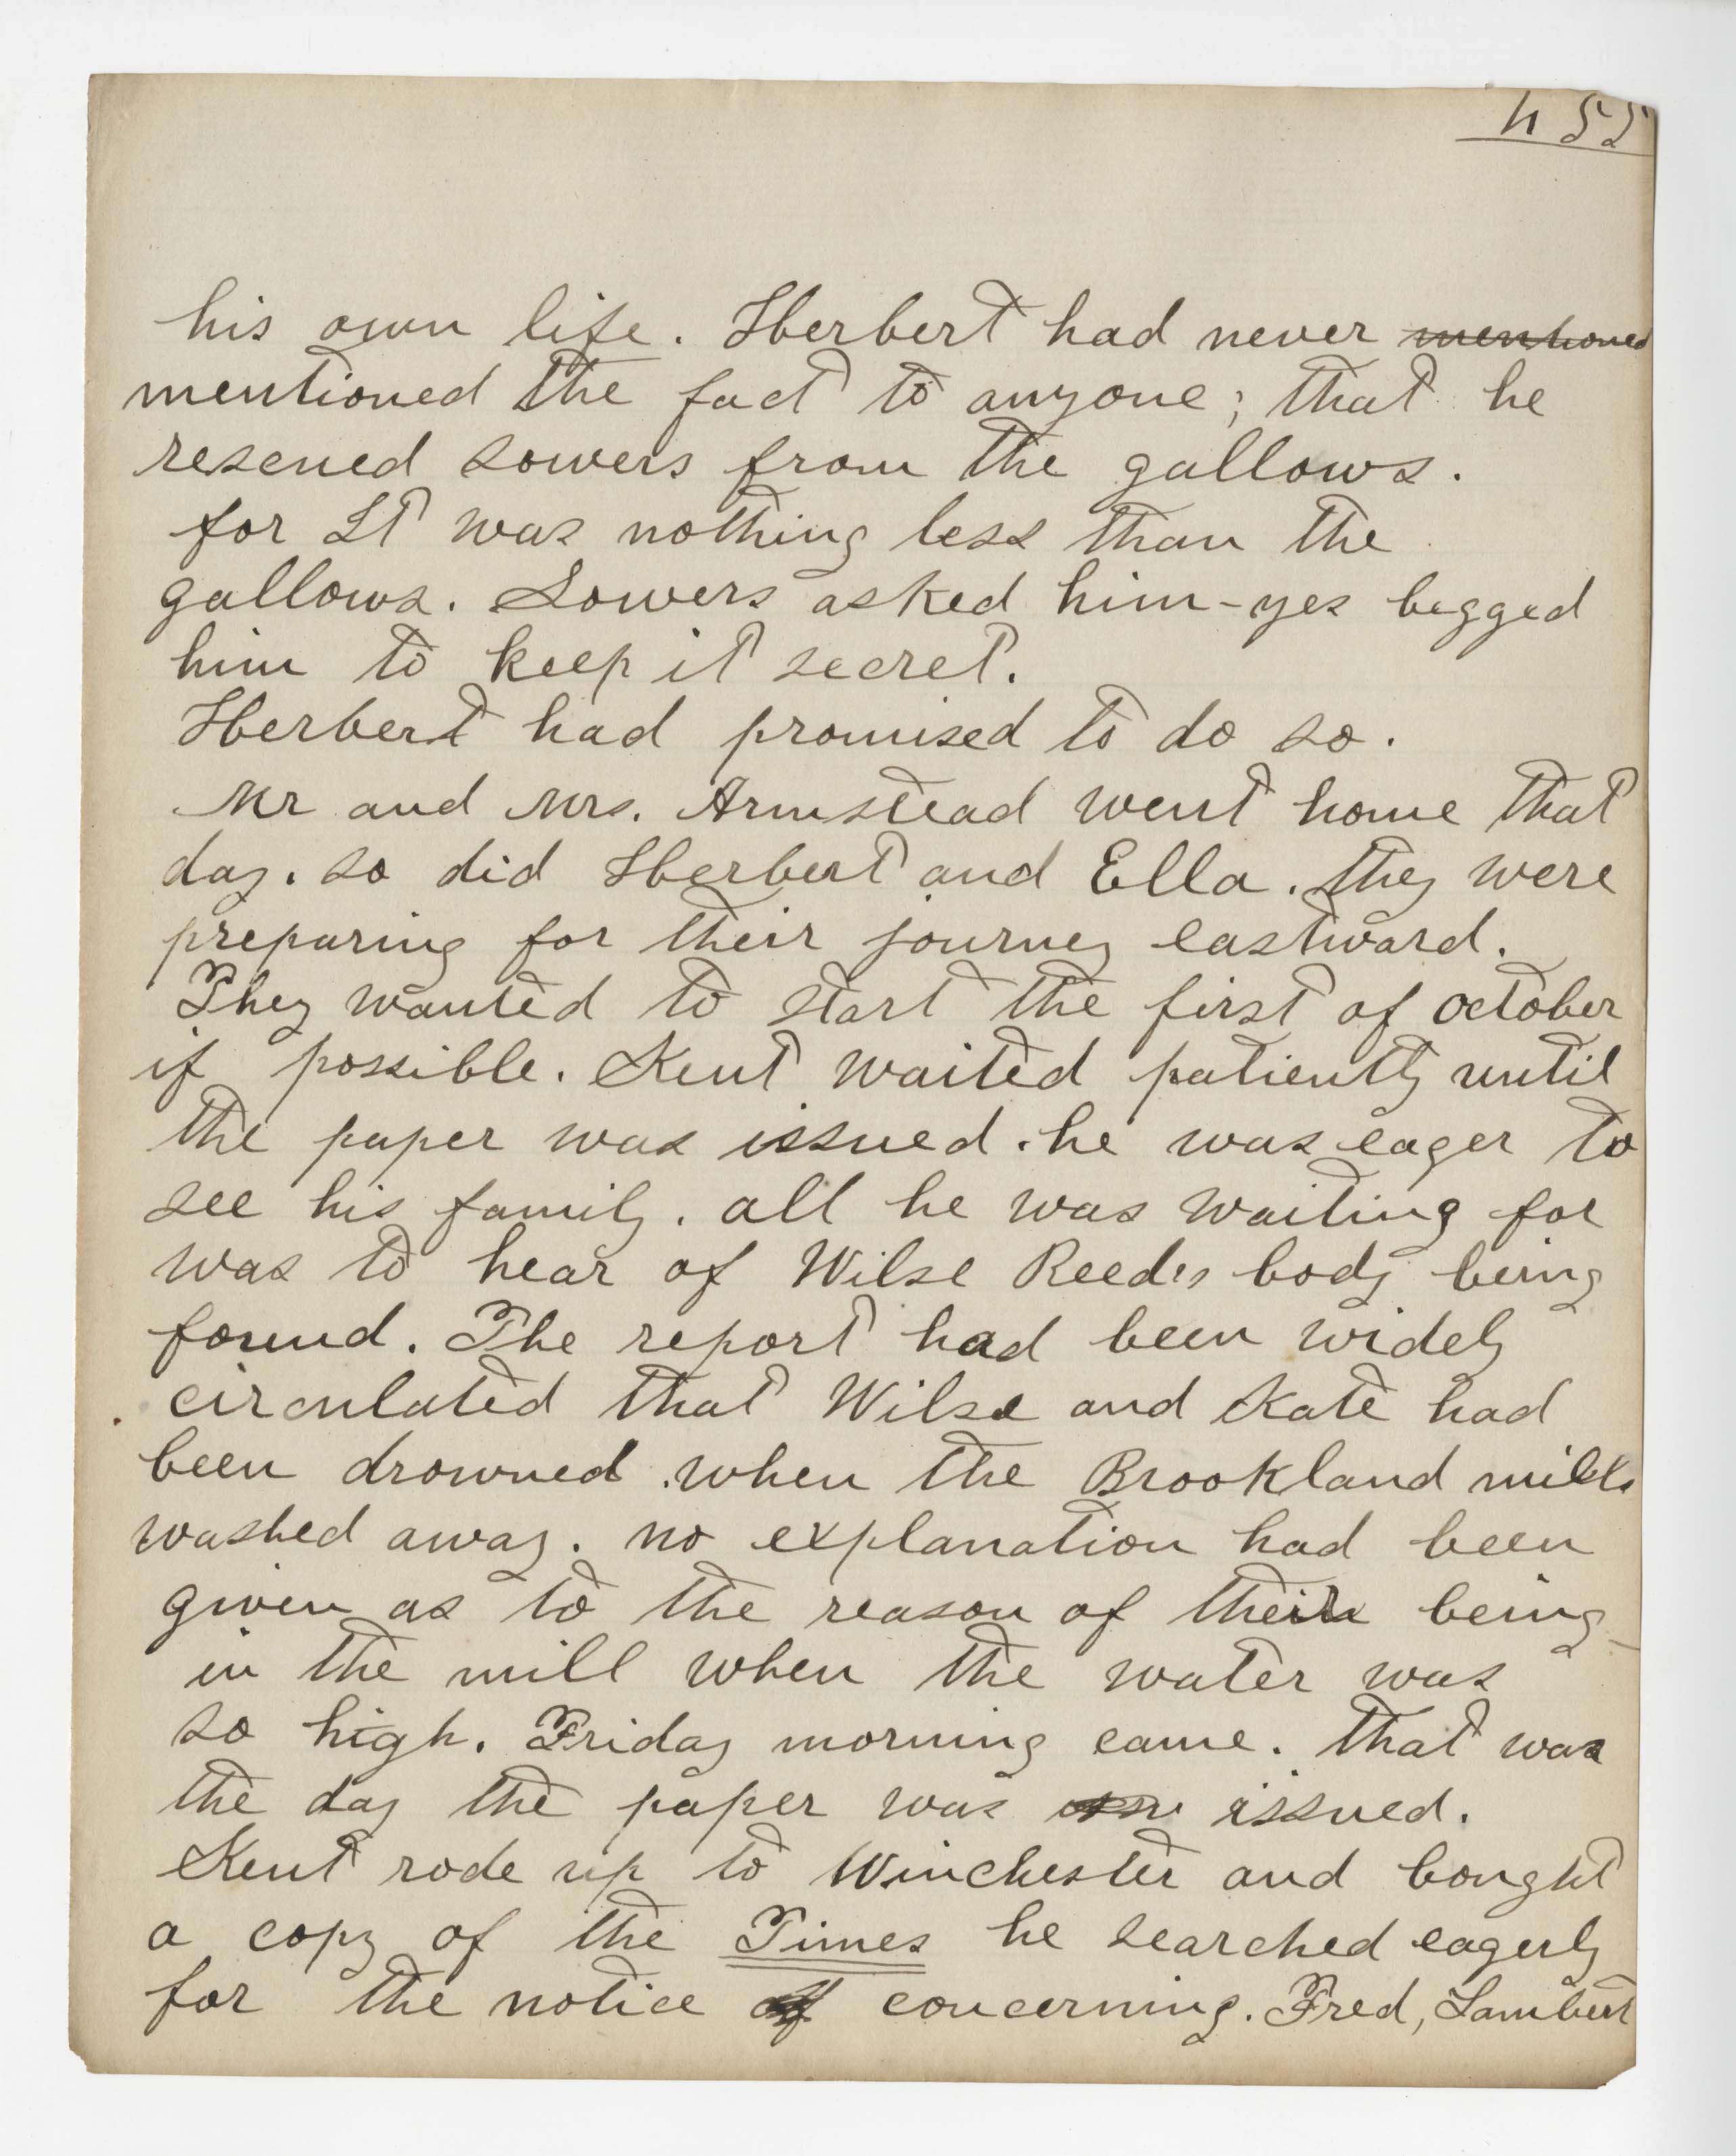 455
his own life. Herbert had never mentioned
mentioned the fact to anyone; that he
rescued sowers from the gallows.
for It was nothing less than the
gallows. Sowers asked him-yes begged
him to keep it secret.
Herbert had promised to do so.
Mr and Mrs. Armstead went home that
day. so did Herbert and Ella. they were
preparing for their journey eastward.
They wanted to start the first of october
if possible. Kent waited patiently until
the paper was issued. he was eager to
see his family. all he was waiting for
was to hear of Wilse Reed's body being
found. The report had been widely
circulated that Wilse and Kate had
been drowned when the Brookland mills
washed away. no explanation had been
given as to the reason of their being
in the mill when the water was
so high. Friday morning came. that was
the day the paper was issued.
Kent rode up to Winchester and bought
a copy of the Times he searched eagerly
for the notice of concerning. Fred, Lambert